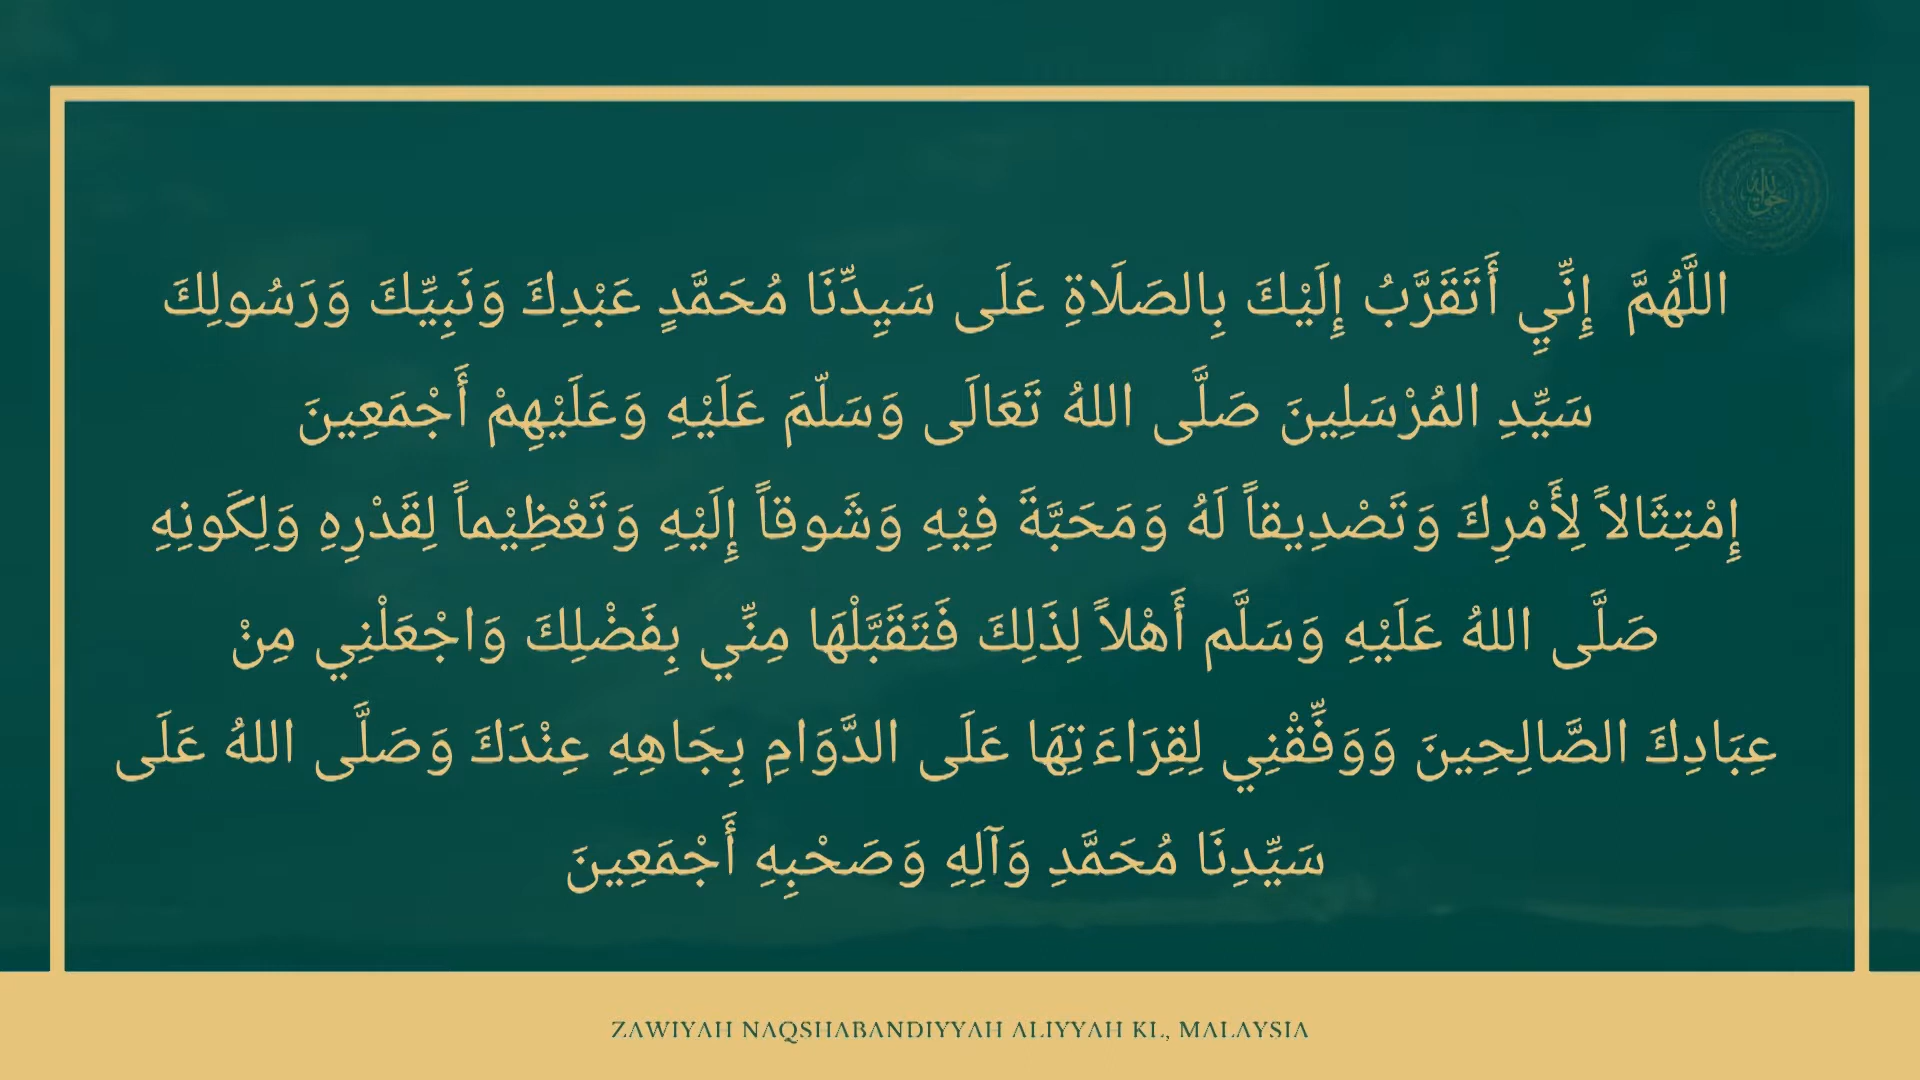 اللَّهُمَّ إِنِّيِ أَتَقَرَّبُ إِلَيْكَ بِالصَلَاةِ عَلَى سَيِدِّنَا مُحَمَّدٍ عَبْدِكَ وَنَبِيِّكَ وَرَسُولِكَ
سَيِّدِ المُرْسَلِينَ صَلَّى اللهُ تَعَالَى وَسَلّمَ عَلَيْهِ وَعَلَيْهِمْ أَجْمَعِينَ
إِمْتِثَالاً لِأَمْرِكَ وَتَصْدِيقاً لَهُ وَمَحَبَّةَ فِيْهِ وَشَوقاً إِلَيْهِ وَتَعْظِيْماً لِقَدْرِهِ وَلِكَونِهِ
صَلَّى اللهُ عَلَيْهِ وَسَلَّم أَهْلاً لِذَلِكَ فَتَقَبَّلْهَا مِنِّي بِفَضْلِكَ وَاجْعَلْنِي مِنْ
عِبَادِكَ الصَّالِحِينَ وَوَفِّقْنِي لِقِرَاءَتِهَا عَلَى الدَّوَامِ بِجَاهِهِ عِنْدَكَ وَصَلَّى اللهُ عَلَى
سَيِّدِنَا مُحَمَّدِ وَآلِهِ وَصَحْبِهِ أَجْمَعِينَ
ZAWIYAH NAQSHABANDIYYAH ALIYYAH KL, MALAYSIA